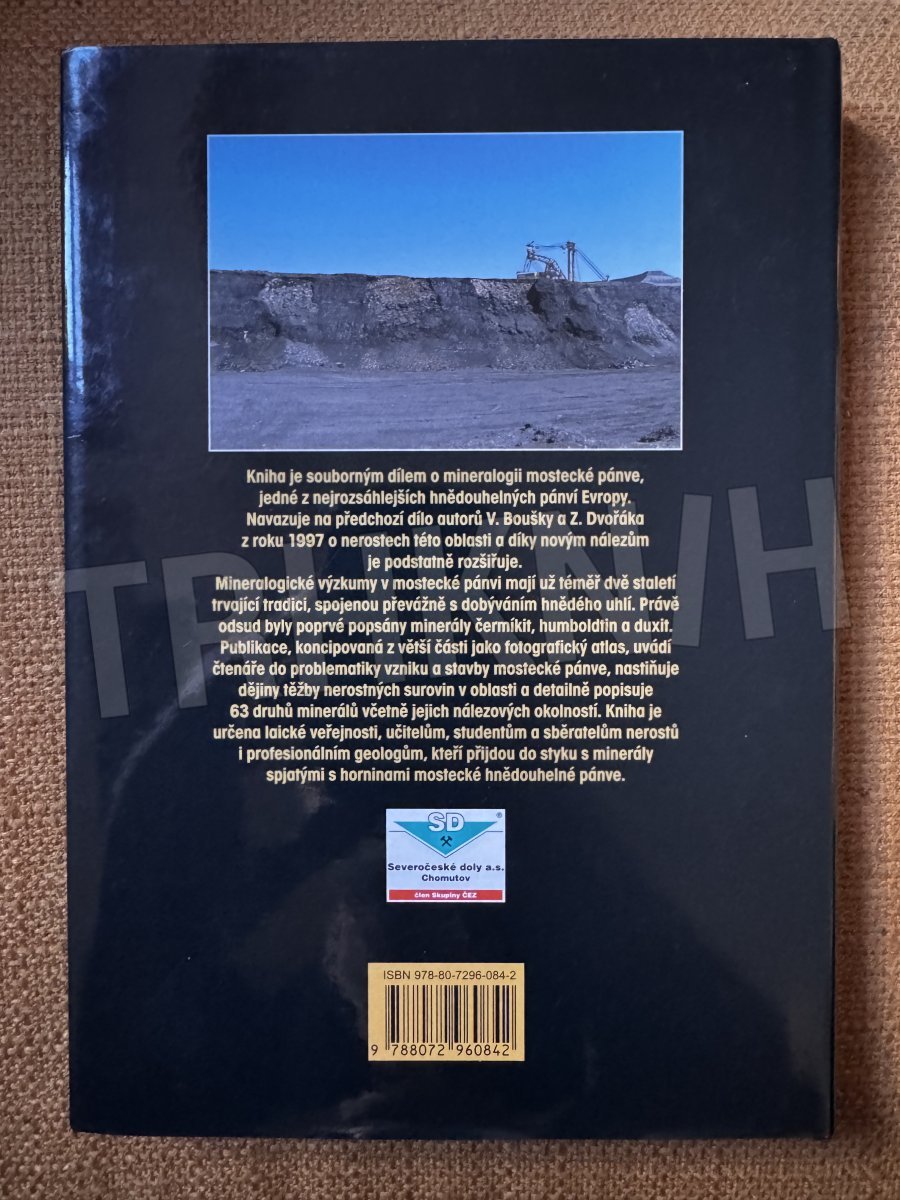 Kniha je souborným dílem o mineralogii mostecké pánve,
jedné z nejrozsáhlejších hnědouhelných pánví Evropy.
Navazuje na předchozí dílo autorů V. Boušky a Z. Dvořáka
z roku 1997 o nerostech této oblasti a díky novým nálezům
je podstatně rozšiřuje.
Mineralogické výzkumy v mostecké pánvi mají už téměř dvě staletí
trvající tradici, spojenou převážně s dobýváním hnědého uhlí. Právě
odsud byly poprvé popsány minerály čermíkit, humboldtin a duxit.
Publikace, koncipovaná z větší části jako fotografický atlas, uvádí
čtenáře do problematiky vzniku a stavby mostecké pánve, nastiňuje
dějiny těžby nerostných surovin v oblasti a detailně popisuje
63 druhů minerálů včetně jejich nálezových okolností. Kniha je
určena laické veřejnosti, učitelům, studentům a sběratelům nerostů
i profesionálním geologům, kteří přijdou do styku s minerály
spjatými s horninami mostecké hnědouhelné pánve.
TRHKNIH
SD ®
Severočeské doly a.s.
Chomutov
člen Skupiny ČEZ
ISBN 978-80-7296-084-2
9 788072 960842